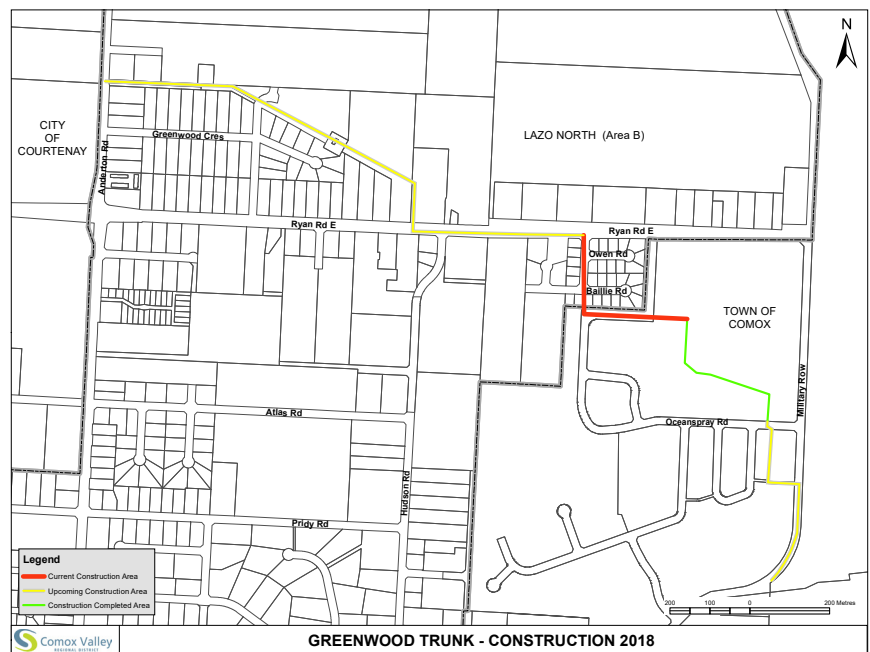 N
CITY
OF
COURTENAY
Anderton Rd
Greenwood Cres
LAZO NORTH (Area B)
Ryan Rd E
Ryan Rd E
Owen Rd
Baillie Rd
TOWN OF
COMOX
Military Row
Atlas Rd
Oceanspray Rd
Hudson Rd
Pridy Rd
Legend
Current Construction Area
Upcoming Construction Area
Construction Completed Area
200 100 0 200 Metres
Comox Valley
REGIONAL DISTRICT
GREENWOOD TRUNK - CONSTRUCTION 2018